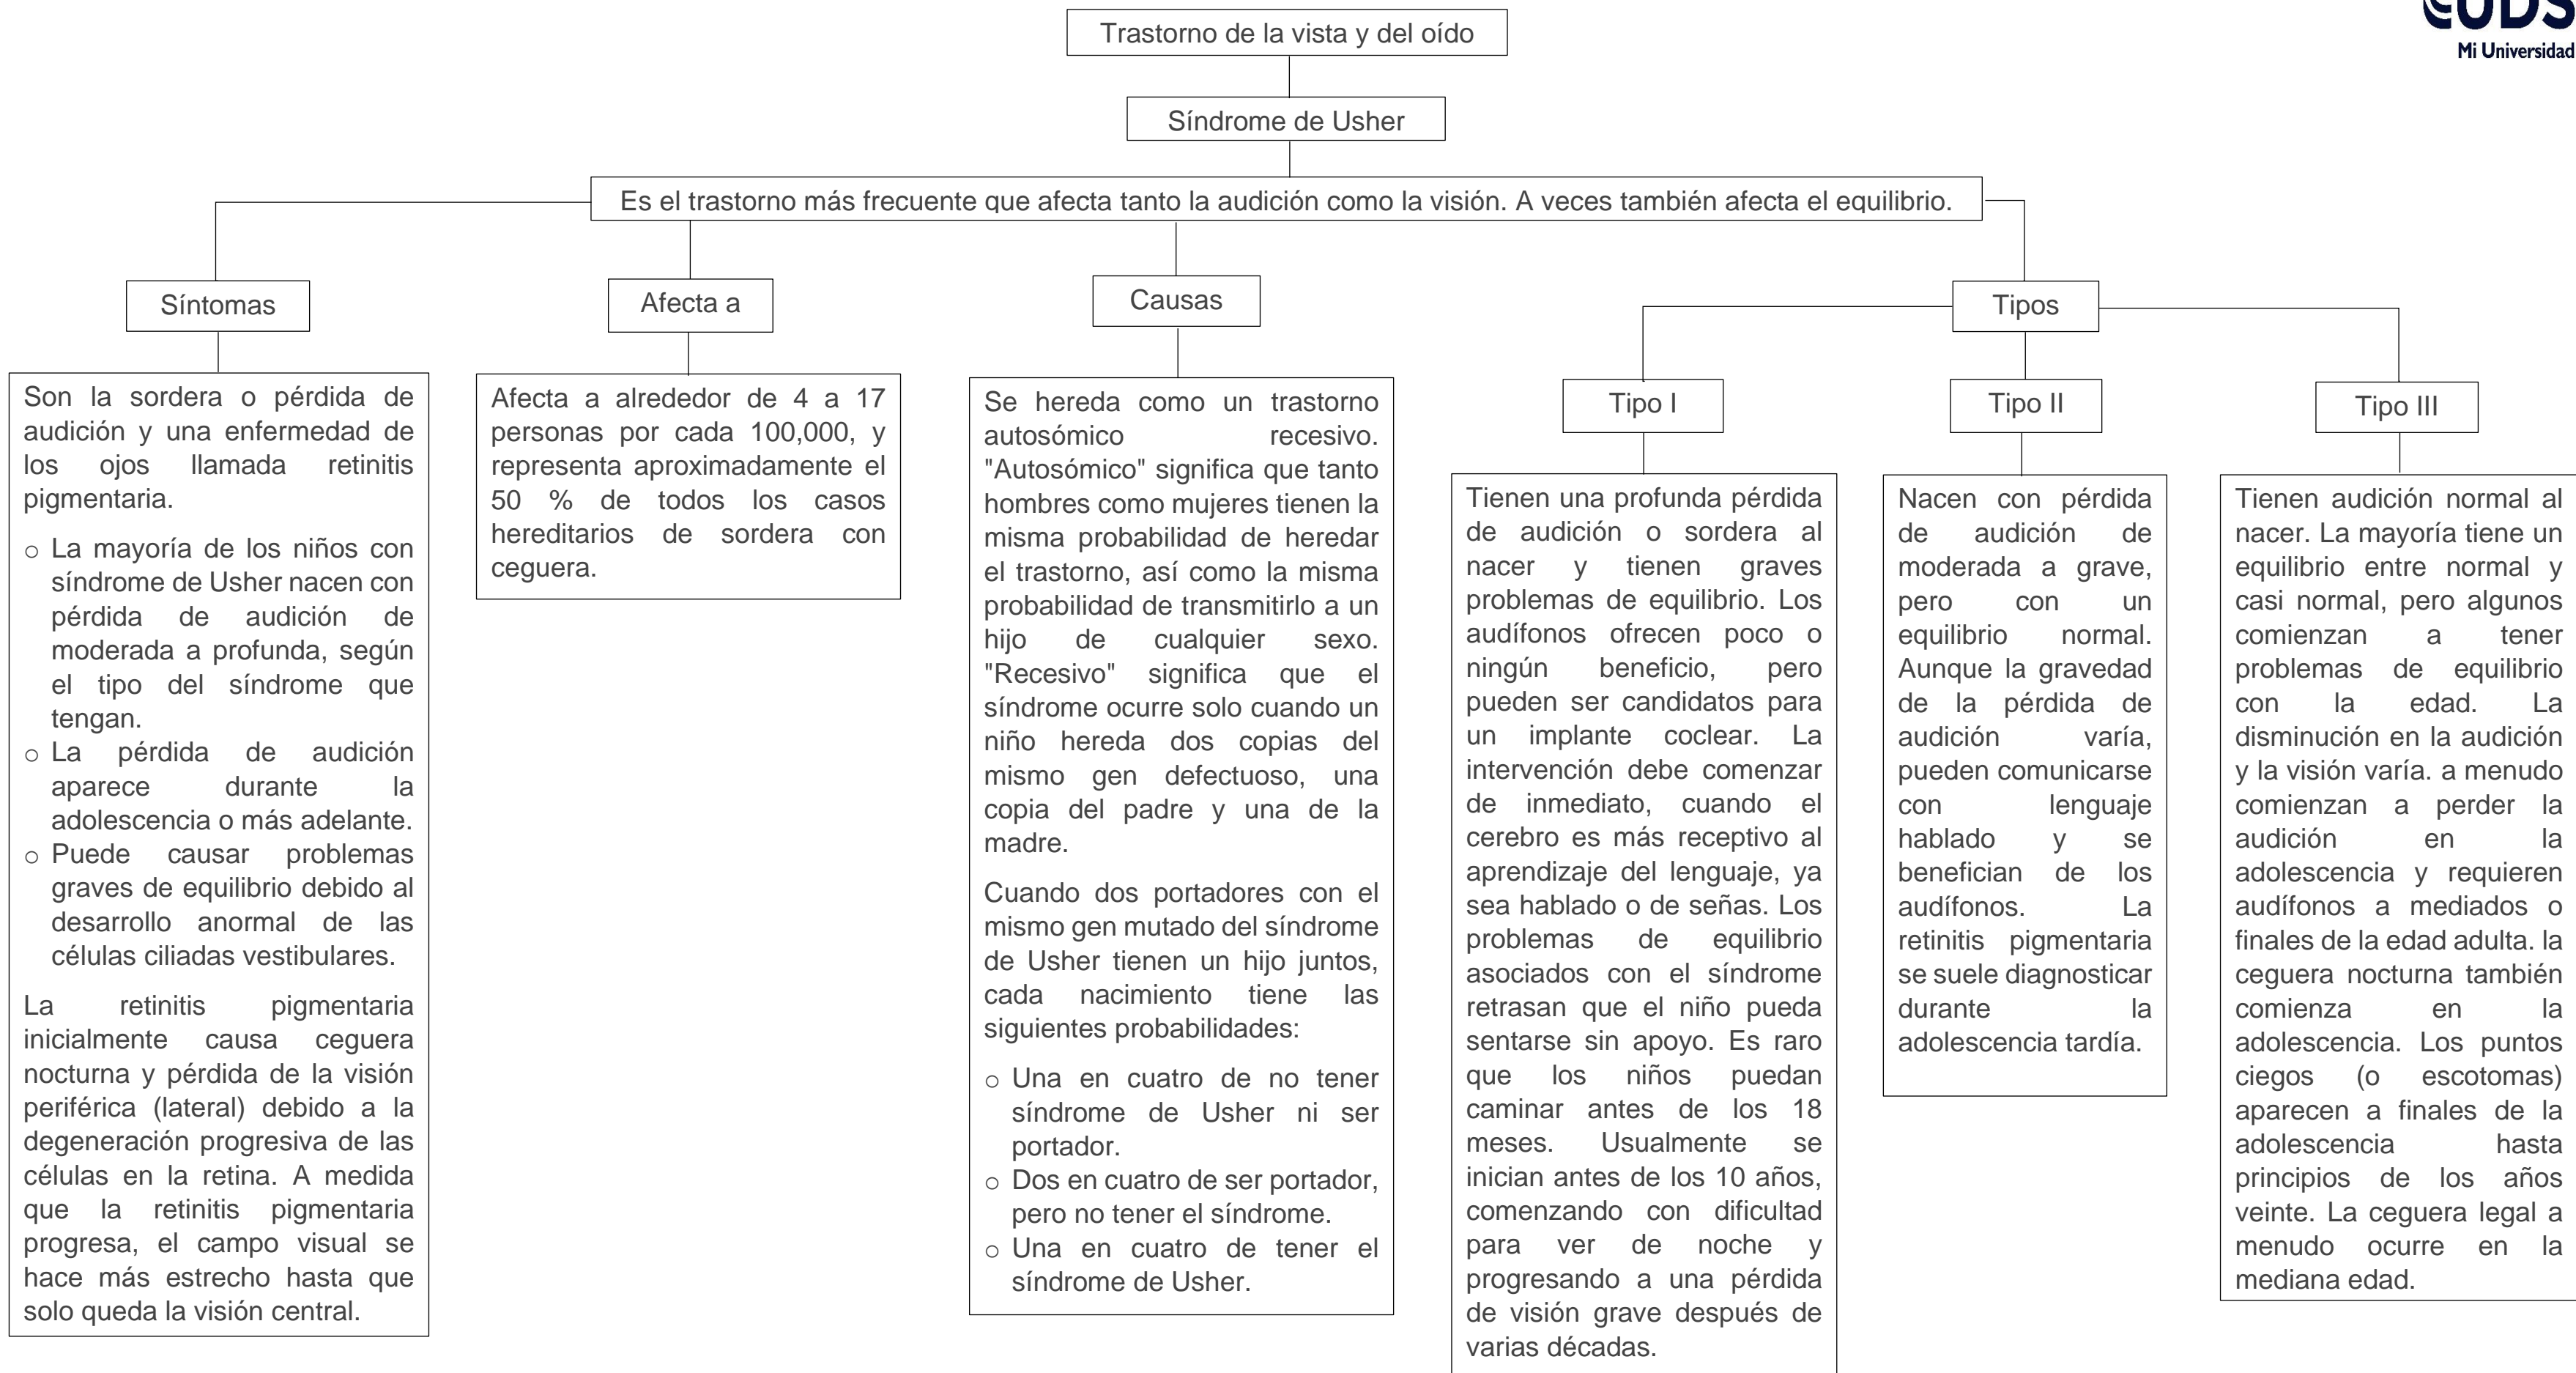 UDS
Mi Universidad
Trastorno de la vista y del oído
Síndrome de Usher
Es el trastorno más frecuente que afecta tanto la audición como la visión. A veces también afecta el equilibrio.
Síntomas
Son la sordera o pérdida de
audición y una enfermedad de
los ojos llamada retinitis
pigmentaria.
○ La mayoría de los niños con
síndrome de Usher nacen con
pérdida de audición de
moderada a profunda, según
el tipo del síndrome que
tengan.
○ La pérdida de audición
aparece durante la
adolescencia o más adelante.
○ Puede causar problemas
graves de equilibrio debido al
desarrollo anormal de las
células ciliadas vestibulares.
La retinitis pigmentaria
inicialmente causa ceguera
nocturna y pérdida de la visión
periférica (lateral) debido a la
degeneración progresiva de las
células en la retina. A medida
que la retinitis pigmentaria
progresa, el campo visual se
hace más estrecho hasta que
solo queda la visión central.
Afecta a
Afecta a alrededor de 4 a 17
personas por cada 100,000, y
representa aproximadamente el
50 % de todos los casos
hereditarios de sordera con
ceguera.
Causas
Se hereda como un trastorno
autosómico recesivo.
"Autosómico" significa que tanto
hombres como mujeres tienen la
misma probabilidad de heredar
el trastorno, así como la misma
probabilidad de transmitirlo a un
hijo de cualquier sexo.
"Recesivo" significa que el
síndrome ocurre solo cuando un
niño hereda dos copias del
mismo gen defectuoso, una
copia del padre y una de la
madre.
Cuando dos portadores con el
mismo gen mutado del síndrome
de Usher tienen un hijo juntos,
cada nacimiento tiene las
siguientes probabilidades:
○ Una en cuatro de no tener
síndrome de Usher ni ser
portador.
○ Dos en cuatro de ser portador,
pero no tener el síndrome.
○ Una en cuatro de tener el
síndrome de Usher.
Tipos
Tipo I
Tienen una profunda pérdida
de audición o sordera al
nacer y tienen graves
problemas de equilibrio. Los
audífonos ofrecen poco o
ningún beneficio, pero
pueden ser candidatos para
un implante coclear. La
intervención debe comenzar
de inmediato, cuando el
cerebro es más receptivo al
aprendizaje del lenguaje, ya
sea hablado o de señas. Los
problemas de equilibrio
asociados con el síndrome
retrasan que el niño pueda
sentarse sin apoyo. Es raro
que los niños puedan
caminar antes de los 18
meses. Usualmente se
inician antes de los 10 años,
comenzando con dificultad
para ver de noche y
progresando a una pérdida
de visión grave después de
varias décadas.
Tipo II
Nacen con pérdida
de audición de
moderada a grave,
pero con un
equilibrio normal.
Aunque la gravedad
de la pérdida de
audición varía,
pueden comunicarse
con lenguaje
hablado y se
benefician de los
audífonos. La
retinitis pigmentaria
se suele diagnosticar
durante la
adolescencia tardía.
Tipo III
Tienen audición normal al
nacer. La mayoría tiene un
equilibrio entre normal y
casi normal, pero algunos
comienzan a tener
problemas de equilibrio
con la edad. La
disminución en la audición
y la visión varía. a menudo
comienzan a perder la
audición en la
adolescencia y requieren
audífonos a mediados o
finales de la edad adulta. la
ceguera nocturna también
comienza en la
adolescencia. Los puntos
ciegos (o escotomas)
aparecen a finales de la
adolescencia hasta
principios de los años
veinte. La ceguera legal a
menudo ocurre en la
mediana edad.